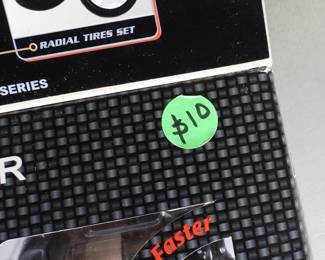 RADIAL TIRES SET
SERIES
$10
R
Faster